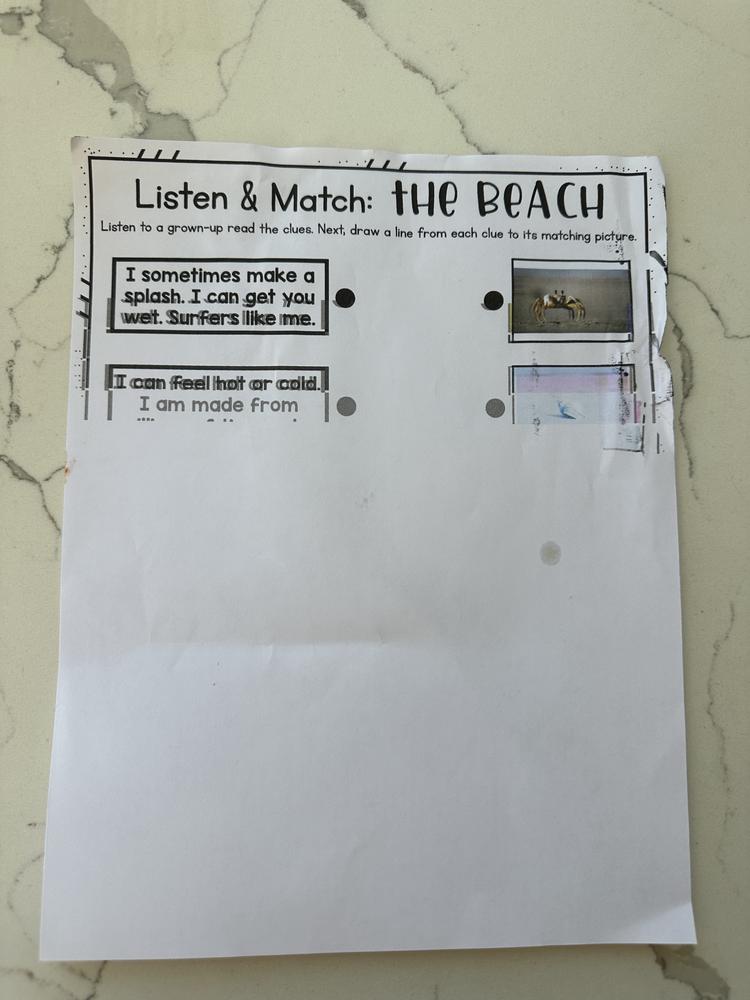 Listen & Match: THE BEACH
Listen to a grown-up read the clues. Next, draw a line from each clue to its matching picture.
I sometimes make a
splash. I can get you
wet. Surfers like me.
I can feel hot or cold.
I am made from